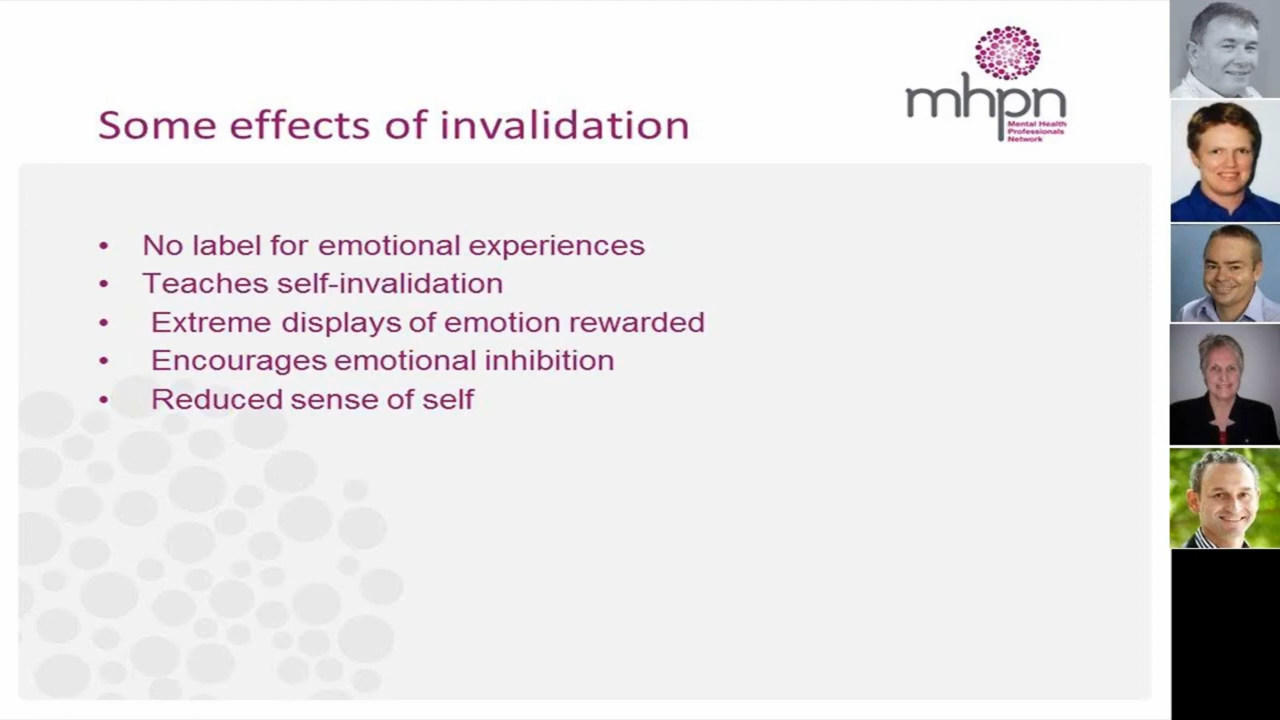 mhpn
Mental Health
Professionals
Network
Some effects of invalidation
• No label for emotional experiences
• Teaches self-invalidation
• Extreme displays of emotion rewarded
• Encourages emotional inhibition
• Reduced sense of self